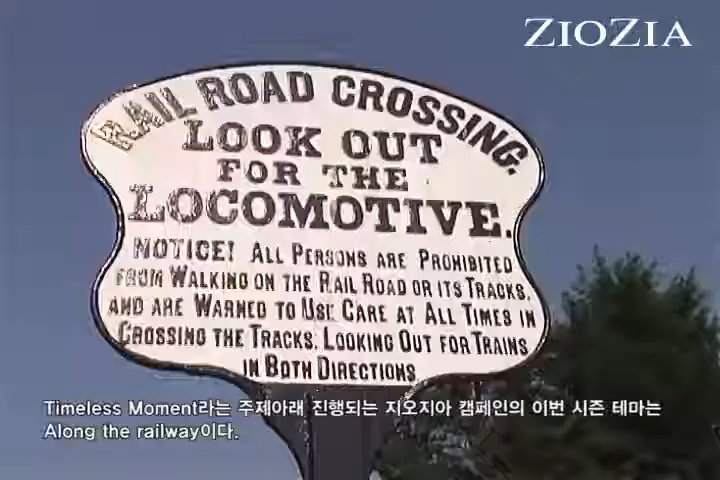 ZIOZIA
RAIL ROAD CROSSING.
LOOK OUT
FOR THE
LOCOMOTIVE.
NOTICE! ALL PERSONS ARE PROHIBITED
FROM WALKING ON THE RAIL ROAD OR ITS TRACKS,
AND ARE WARNED TO USE CARE AT ALL TIMES IN
CROSSING THE TRACKS, LOOKING OUT FOR TRAINS
IN BOTH DIRECTIONS
Timeless Moment라는 주제아래 진행되는 지오지아 캠페인의 이번 시즌 테마는
Along the railway이다.